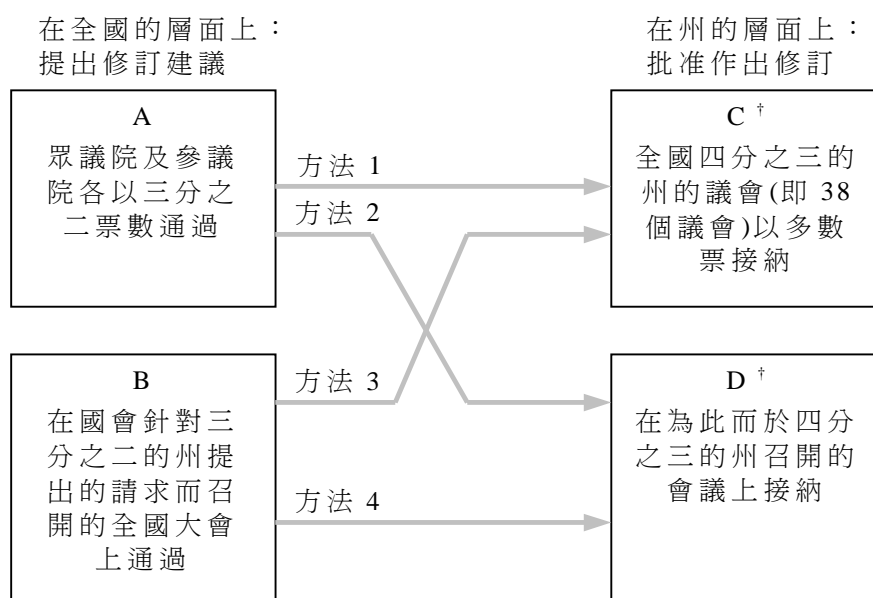 在全國的層面上：
提出修訂建議
在州的層面上：
批准作出修訂
A
眾議院及參議
院各以三分之
二票數通過
方法 1
方法 2
C †
全國四分之三的
州的議會(即 38
個議會)以多數
票接納
B
在國會針對三
分之二的州提
出的請求而召
開的全國大會
上通過
方法 3
方法 4
D †
在為此而於四分
之三的州召開的
會議上接納